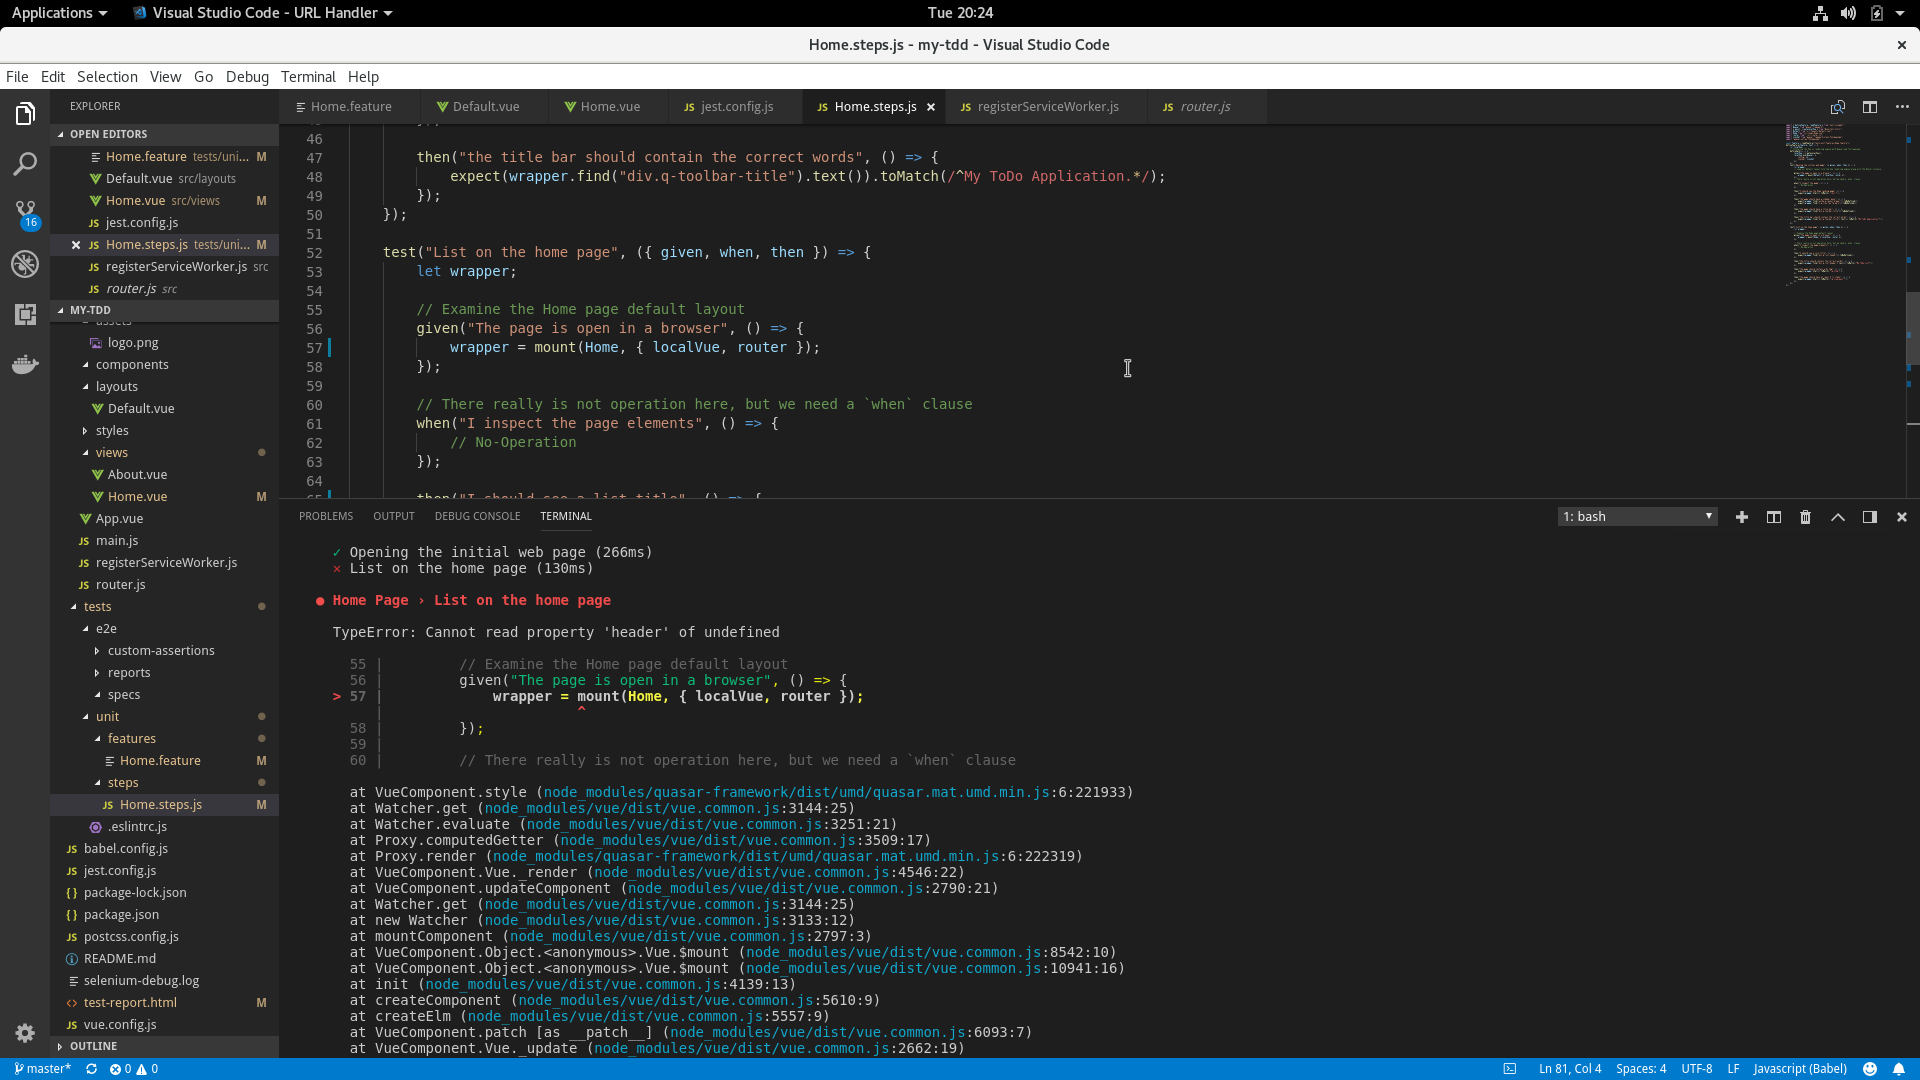 Applications
Visual Studio Code - URL Handler
Tue 20:24
Home.steps.js - my-tdd - Visual Studio Code
File Edit Selection View Go Debug Terminal Help
EXPLORER
OPEN EDITORS
Home.feature tests/uni... M
Default.vue src/layouts
Home.vue src/views M
jest.config.js
Home.steps.js tests/uni... M
registerServiceWorker.js src
router.js src
16
MY-TDD
logo.png
components
layouts
Default.vue
styles
views
About.vue
Home.vue M
App.vue
main.js
registerServiceWorker.js
router.js
tests
e2e
custom-assertions
reports
specs
unit
features
Home.feature M
steps
Home.steps.js M
.eslintrc.js
babel.config.js
jest.config.js
package-lock.json
package.json
postcss.config.js
README.md
selenium-debug.log
test-report.html M
vue.config.js
OUTLINE
Home.feature Default.vue Home.vue jest.config.js Home.steps.js registerServiceWorker.js router.js
46
47 then("the title bar should contain the correct words", () => {
48 expect(wrapper.find("div.q-toolbar-title").text()).toMatch(/^My ToDo Application.*/);
49 });
50 });
51
52 test("List on the home page", ({ given, when, then }) => {
53 let wrapper;
54
55 // Examine the Home page default layout
56 given("The page is open in a browser", () => {
57 wrapper = mount(Home, { localVue, router });
58 });
59
60 // There really is not operation here, but we need a `when` clause
61 when("I inspect the page elements", () => {
62 // No-Operation
63 });
64
65 then("I should see a list title", () => {
PROBLEMS OUTPUT DEBUG CONSOLE TERMINAL
1: bash
✓ Opening the initial web page (266ms)
✕ List on the home page (130ms)
● Home Page › List on the home page
TypeError: Cannot read property 'header' of undefined
55 | // Examine the Home page default layout
56 | given("The page is open in a browser", () => {
> 57 | wrapper = mount(Home, { localVue, router });
| ^
58 | });
59 |
60 | // There really is not operation here, but we need a `when` clause
at VueComponent.style (node_modules/quasar-framework/dist/umd/quasar.mat.umd.min.js:6:221933)
at Watcher.get (node_modules/vue/dist/vue.common.js:3144:25)
at Watcher.evaluate (node_modules/vue/dist/vue.common.js:3251:21)
at Proxy.computedGetter (node_modules/vue/dist/vue.common.js:3509:17)
at Proxy.render (node_modules/quasar-framework/dist/umd/quasar.mat.umd.min.js:6:222319)
at VueComponent.Vue._render (node_modules/vue/dist/vue.common.js:4546:22)
at VueComponent.updateComponent (node_modules/vue/dist/vue.common.js:2790:21)
at Watcher.get (node_modules/vue/dist/vue.common.js:3144:25)
at new Watcher (node_modules/vue/dist/vue.common.js:3133:12)
at mountComponent (node_modules/vue/dist/vue.common.js:2797:3)
at VueComponent.Object.<anonymous>.Vue.$mount (node_modules/vue/dist/vue.common.js:8542:10)
at VueComponent.Object.<anonymous>.Vue.$mount (node_modules/vue/dist/vue.common.js:10941:16)
at init (node_modules/vue/dist/vue.common.js:4139:13)
at createComponent (node_modules/vue/dist/vue.common.js:5610:9)
at createElm (node_modules/vue/dist/vue.common.js:5557:9)
at VueComponent.patch [as __patch__] (node_modules/vue/dist/vue.common.js:6093:7)
at VueComponent.Vue._update (node_modules/vue/dist/vue.common.js:2662:19)
master* 0 0
Ln 81, Col 4 Spaces: 4 UTF-8 LF Javascript (Babel)